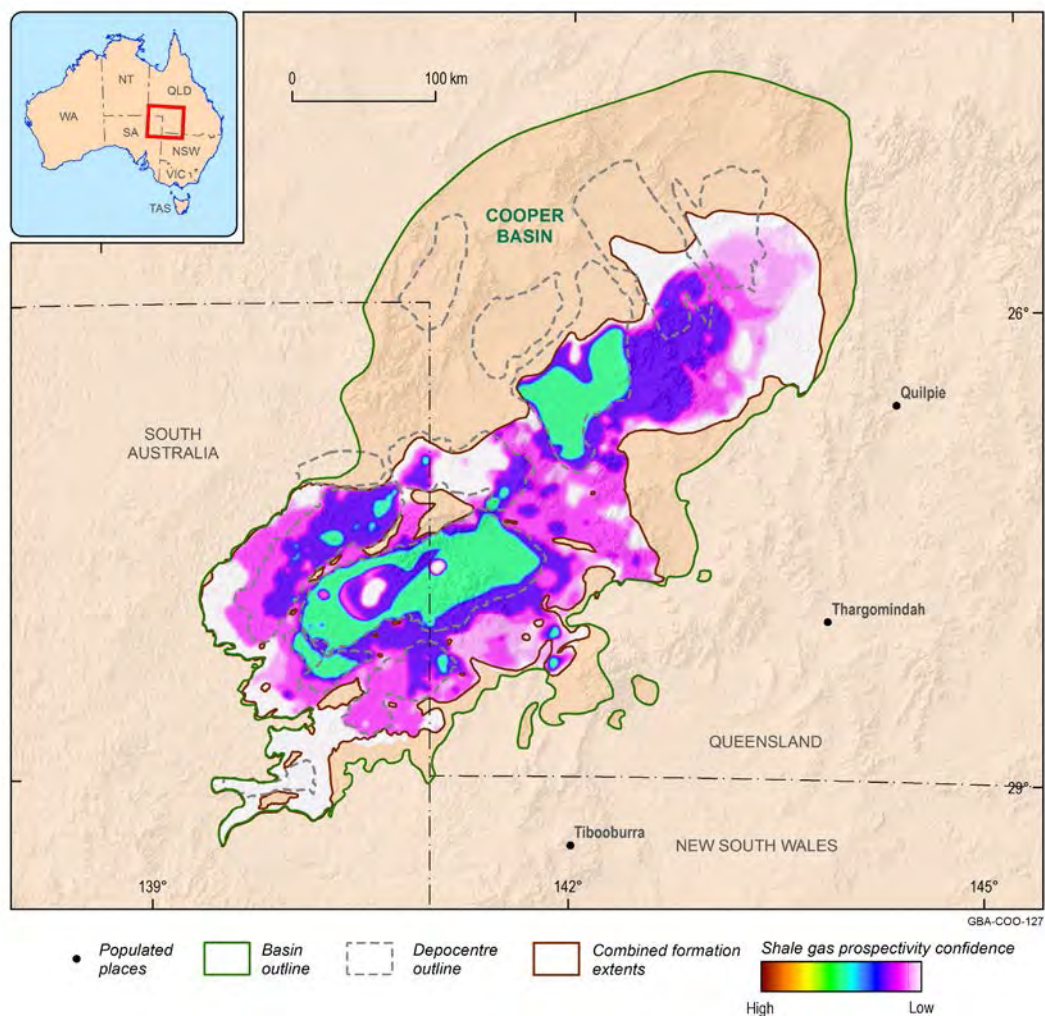 NT
QLD
WA
SA
NSW
VIC
TAS
0
100 km
COOPER
BASIN
26°
Quilpie
SOUTH
AUSTRALIA
Thargomindah
QUEENSLAND
29°
Tibooburra
NEW SOUTH WALES
139°
142°
145°
GBA-COO-127
Populated
places
Basin
outline
Depocentre
outline
Combined formation
extents
Shale gas prospectivity confidence
High
Low